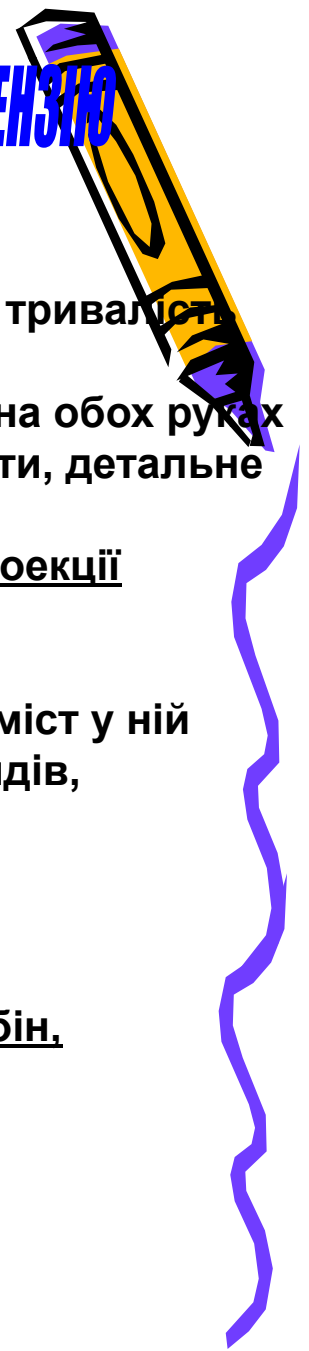 ЕНЗІЮ
тривалість
на обох руках
ти, детальне
оекції
міст у ній
дів,
бін,